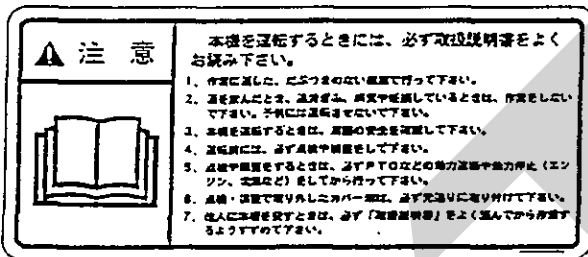 注 意
本機を運転するときには、必ず取扱説明書をよく
お読み下さい。
1、作業に適した、だぶつきのない服装で行って下さい。
2、酒を飲んだとき、過労ぎみ、病気や妊娠しているときは、作業をしない
で下さい。子供には運転させないで下さい。
3、本機を運転するときは、周囲の安全を確認して下さい。
4、運転前には、必ず点検や調整をして下さい。
5、点検や調整をするときは、必ずPTOなどの動力遮断や動力停止（エン
ジン、電源など）をしてから行って下さい。
6、点検・調整で取り外したカバー類は、必ず元通りに取り付けて下さい。
7、他人に本機を貸すときは、必ず「取扱説明書」をよく読んでから作業す
るようすすめて下さい。